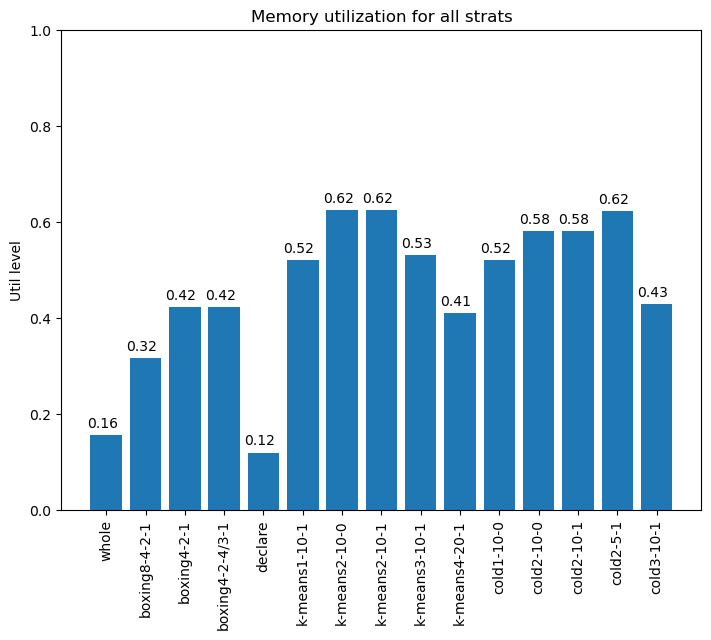 Memory utilization for all strats
Util level
1.0
0.8
0.6
0.4
0.2
0.0
0.16
0.32
0.42
0.42
0.12
0.52
0.62
0.62
0.53
0.41
0.52
0.58
0.58
0.62
0.43
whole
boxing8-4-2-1
boxing4-2-1
boxing4-2-4/3-1
declare
k-means1-10-1
k-means2-10-0
k-means2-10-1
k-means3-10-1
k-means4-20-1
cold1-10-0
cold2-10-0
cold2-10-1
cold2-5-1
cold3-10-1